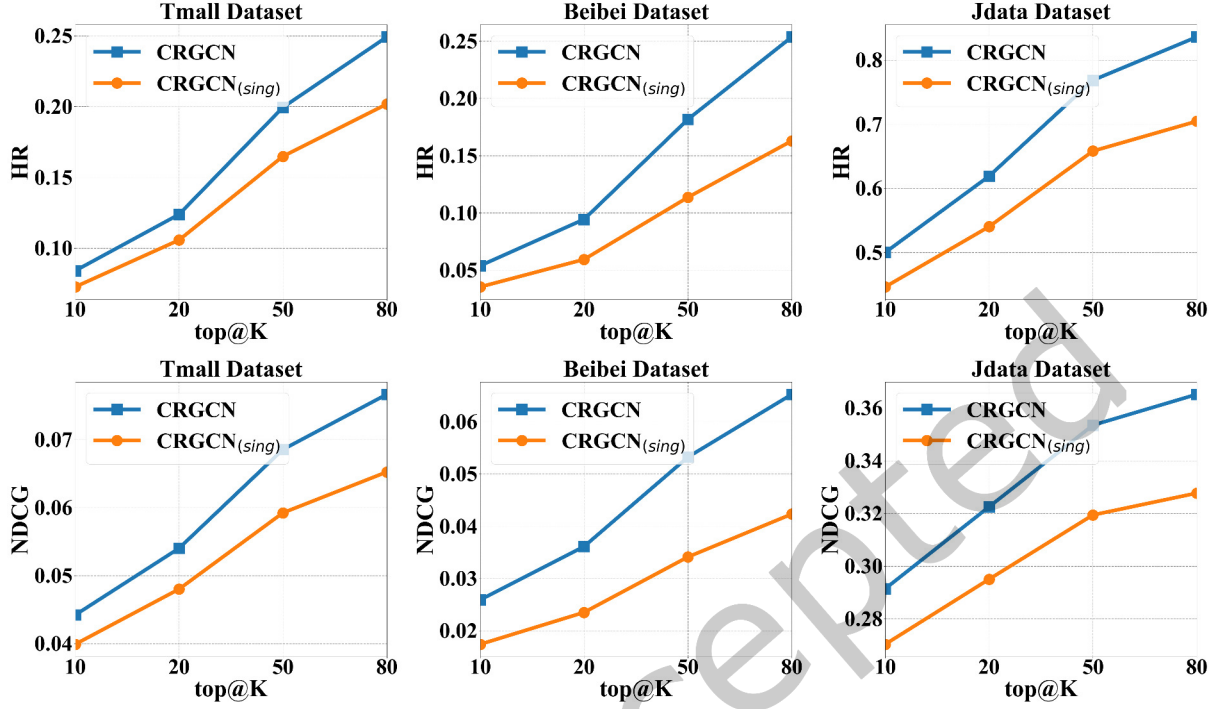 Tmall Dataset
0.25
0.20
0.15
0.10
HR
CRGCN
CRGCN(sing)
10 20 50 80
top@K
Beibei Dataset
0.25
0.20
0.15
0.10
0.05
HR
CRGCN
CRGCN(sing)
10 20 50 80
top@K
Jdata Dataset
0.8
0.7
0.6
0.5
HR
CRGCN
CRGCN(sing)
10 20 50 80
top@K
Tmall Dataset
0.07
0.06
0.05
0.04
NDCG
CRGCN
CRGCN(sing)
10 20 50 80
top@K
Beibei Dataset
0.06
0.05
0.04
0.03
0.02
NDCG
CRGCN
CRGCN(sing)
10 20 50 80
top@K
Jdata Dataset
0.36
0.34
0.32
0.30
0.28
NDCG
CRGCN
CRGCN(sing)
10 20 50 80
top@K